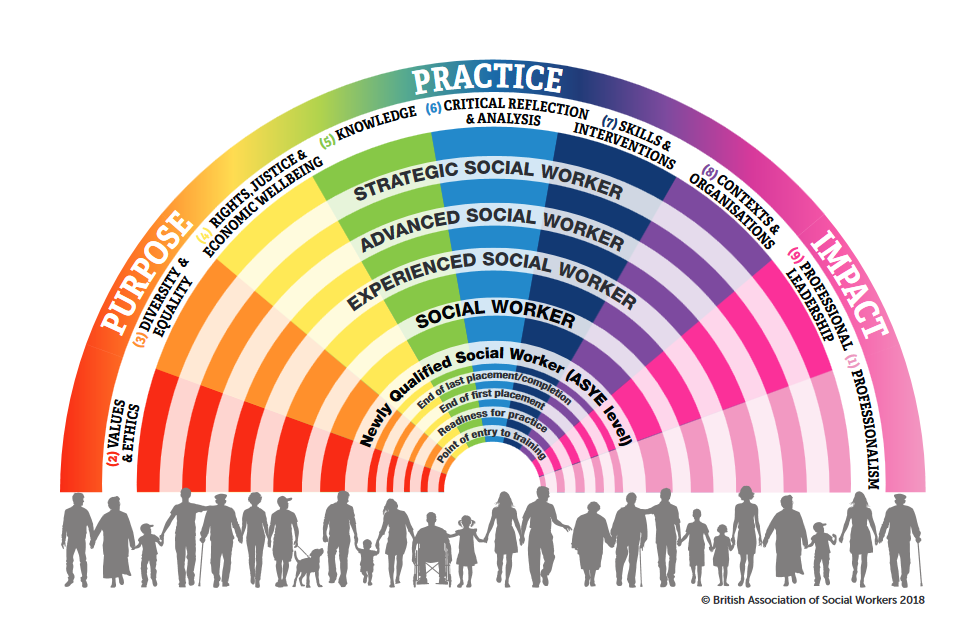 PURPOSE
PRACTICE
IMPACT
(2) VALUES
& ETHICS
(3) DIVERSITY &
EQUALITY
(4) RIGHTS, JUSTICE &
ECONOMIC WELLBEING
(5) KNOWLEDGE
(6) CRITICAL REFLECTION
& ANALYSIS
(7) SKILLS &
INTERVENTIONS
(8) CONTEXTS &
ORGANISATIONS
(9) PROFESSIONAL
LEADERSHIP
(1) PROFESSIONALISM
STRATEGIC SOCIAL WORKER
ADVANCED SOCIAL WORKER
EXPERIENCED SOCIAL WORKER
SOCIAL WORKER
Newly Qualified Social Worker (ASYE level)
End of last placement/completion
End of first placement
Readiness for practice
Point of entry to training
© British Association of Social Workers 2018